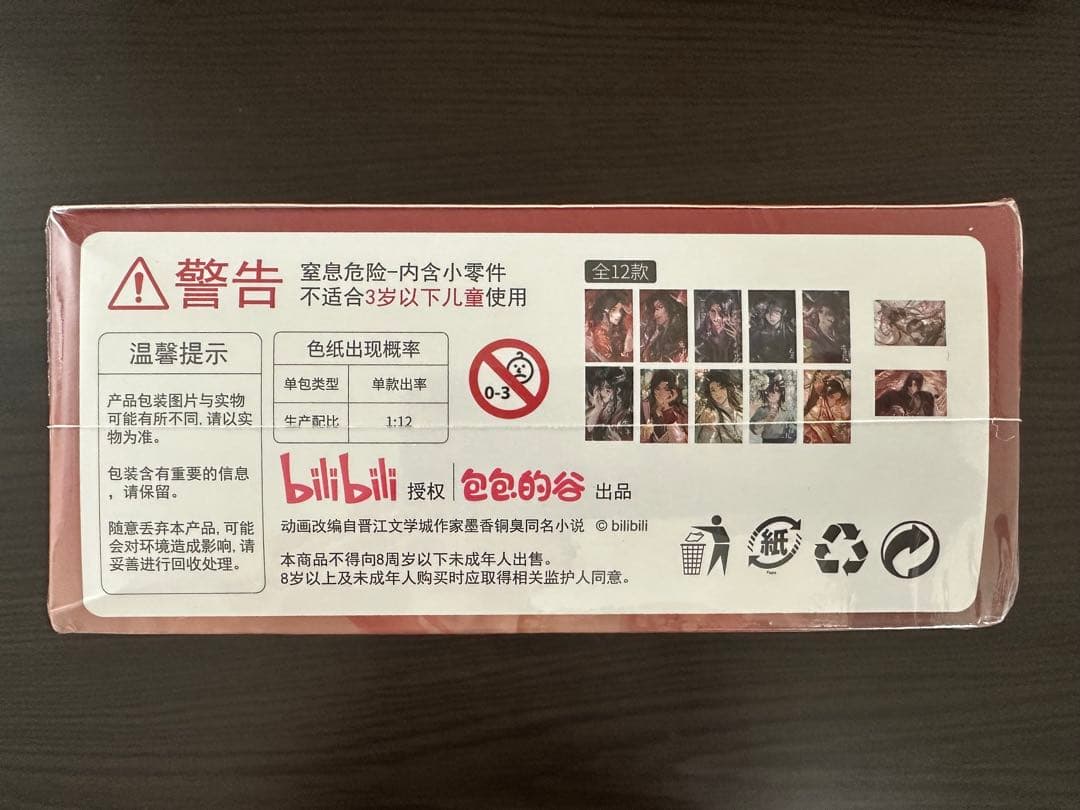 警告
窒息危险-内含小零件
不适合3岁以下儿童使用
温馨提示
产品包装图片与实物
可能有所不同,请以实
物为准。
包装含有重要的信息
,请保留。
随意丢弃本产品,可能
会对环境造成影响,请
妥善进行回收处理。
色纸出现概率
单包类型 单款出率
生产配比 1:12
0-3
bilibili 授权 包包的谷 出品
动画改编自晋江文学城作家墨香铜臭同名小说 © bilibili
本商品不得向8周岁以下未成年人出售。
8岁以上及未成年人购买时应取得相关监护人同意。
全12款
紙